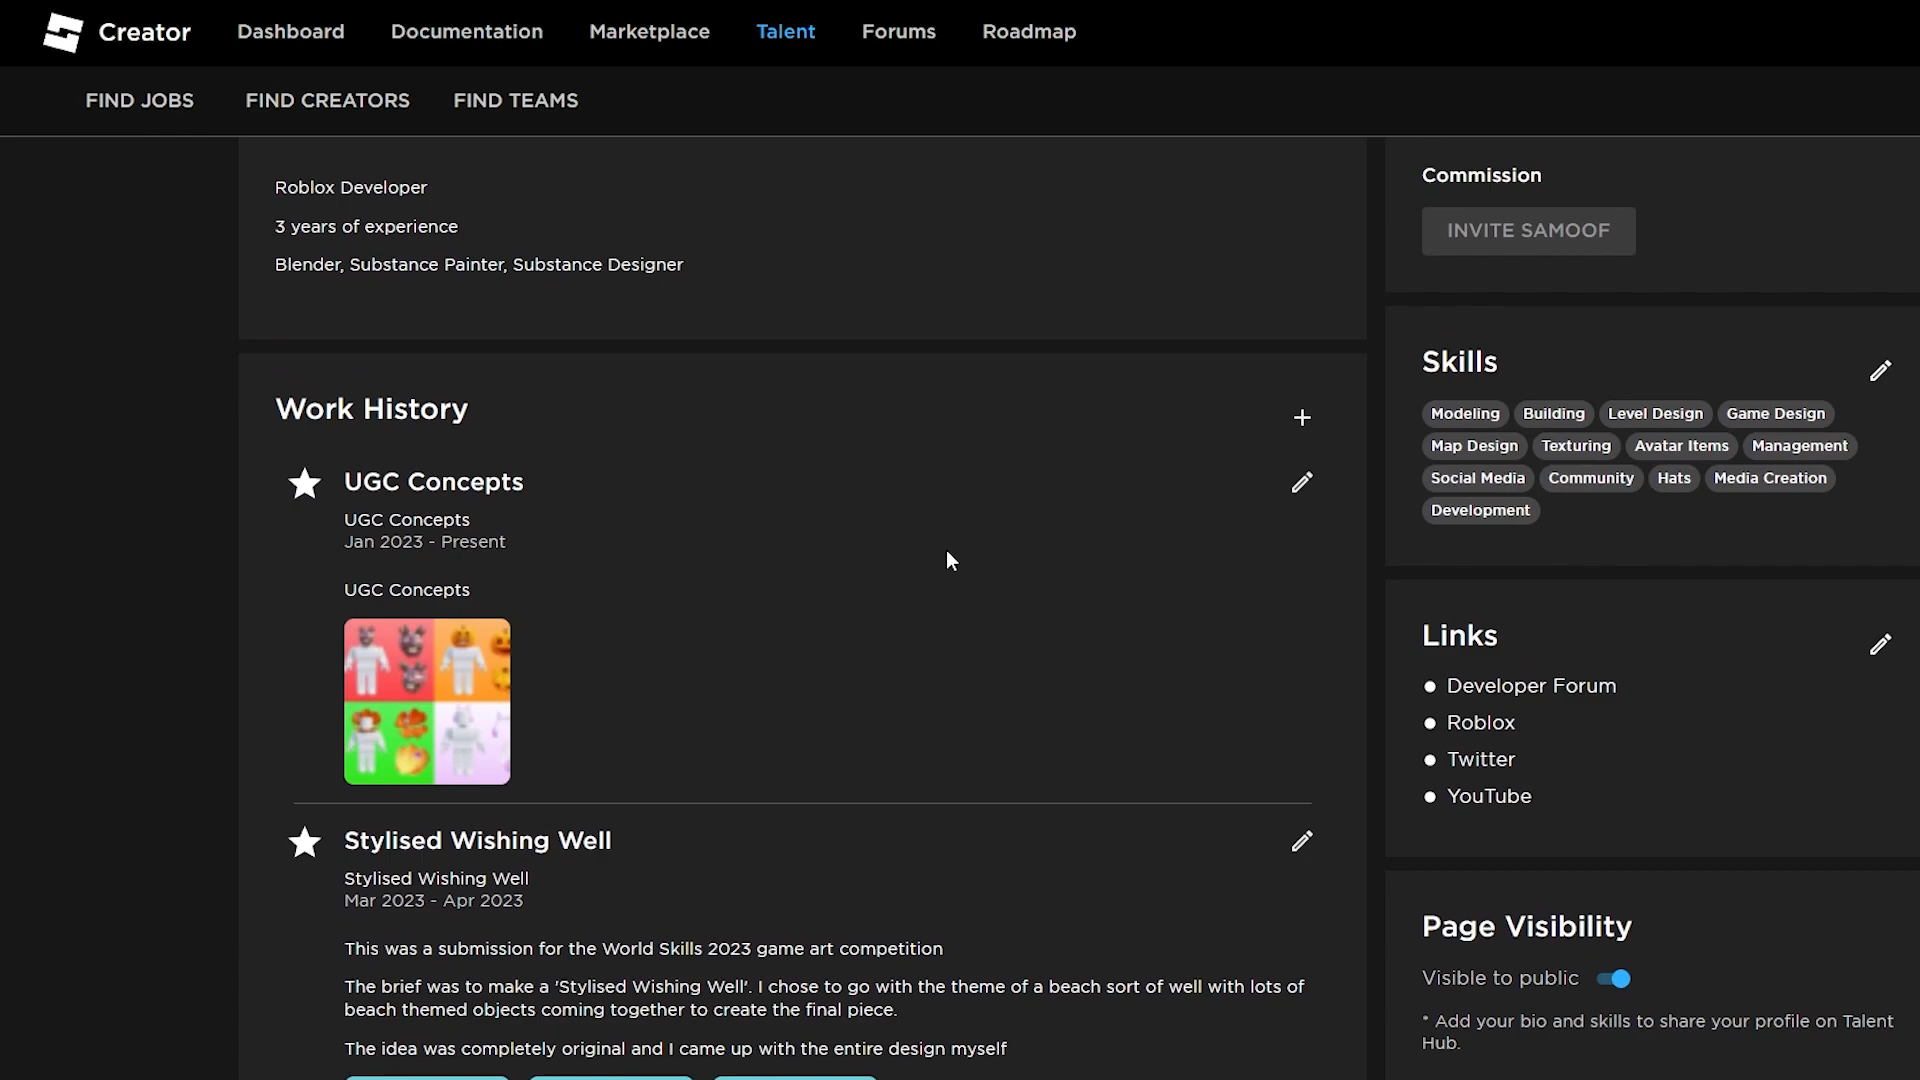 Creator
Dashboard
Documentation
Marketplace
Talent
Forums
Roadmap
FIND JOBS
FIND CREATORS
FIND TEAMS
Roblox Developer
3 years of experience
Blender, Substance Painter, Substance Designer
Work History
UGC Concepts
UGC Concepts
Jan 2023 - Present
UGC Concepts
Stylised Wishing Well
Stylised Wishing Well
Mar 2023 - Apr 2023
This was a submission for the World Skills 2023 game art competition
The brief was to make a 'Stylised Wishing Well'. I chose to go with the theme of a beach sort of well with lots of
beach themed objects coming together to create the final piece.
The idea was completely original and I came up with the entire design myself
Commission
INVITE SAMOOF
Skills
Modeling Building Level Design Game Design
Map Design Texturing Avatar Items Management
Social Media Community Hats Media Creation
Development
Links
Developer Forum
Roblox
Twitter
YouTube
Page Visibility
Visible to public
* Add your bio and skills to share your profile on Talent
Hub.